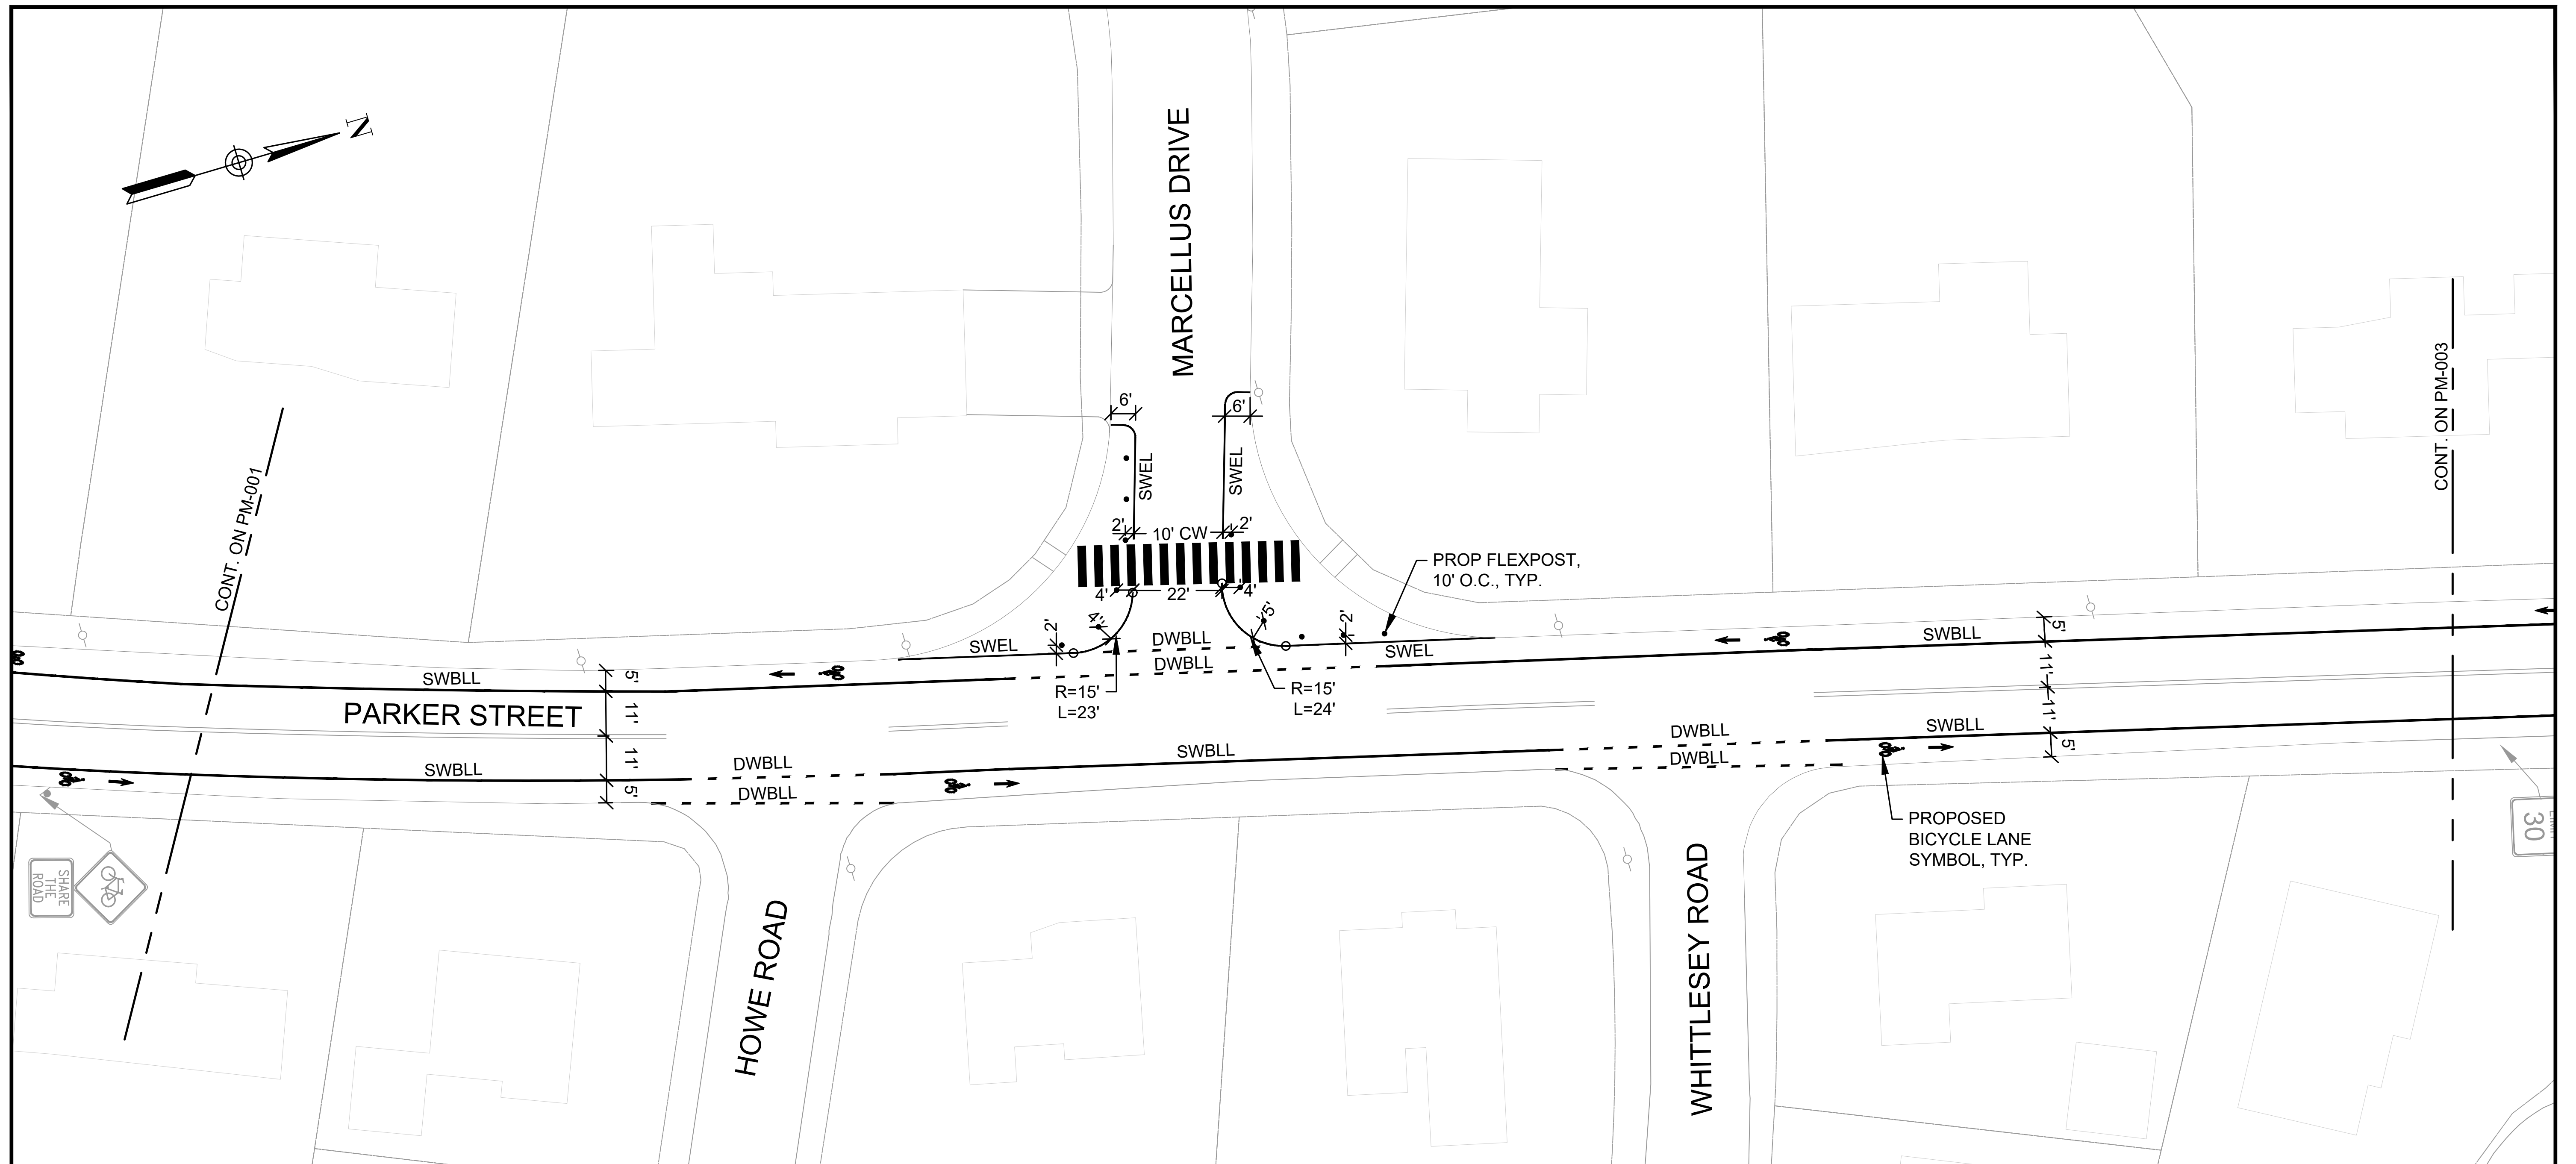 N
MARCELLUS DRIVE
CONT. ON PM-001
CONT. ON PM-003
6'
6'
SWEL
SWEL
2'
10' CW
2'
4'
22'
4'
PROP FLEXPOST,
10' O.C., TYP.
2'
4'
5'
2'
SWEL
DWBLL
SWEL
DWBLL
R=15'
L=23'
R=15'
L=24'
SWBLL
SWBLL
5'
11'
11'
5'
5'
11'
11'
5'
PARKER STREET
SWBLL
DWBLL
DWBLL
SWBLL
DWBLL
DWBLL
SWBLL
PROPOSED
BICYCLE LANE
SYMBOL, TYP.
SHARE
THE
ROAD
30
HOWE ROAD
WHITTLESEY ROAD